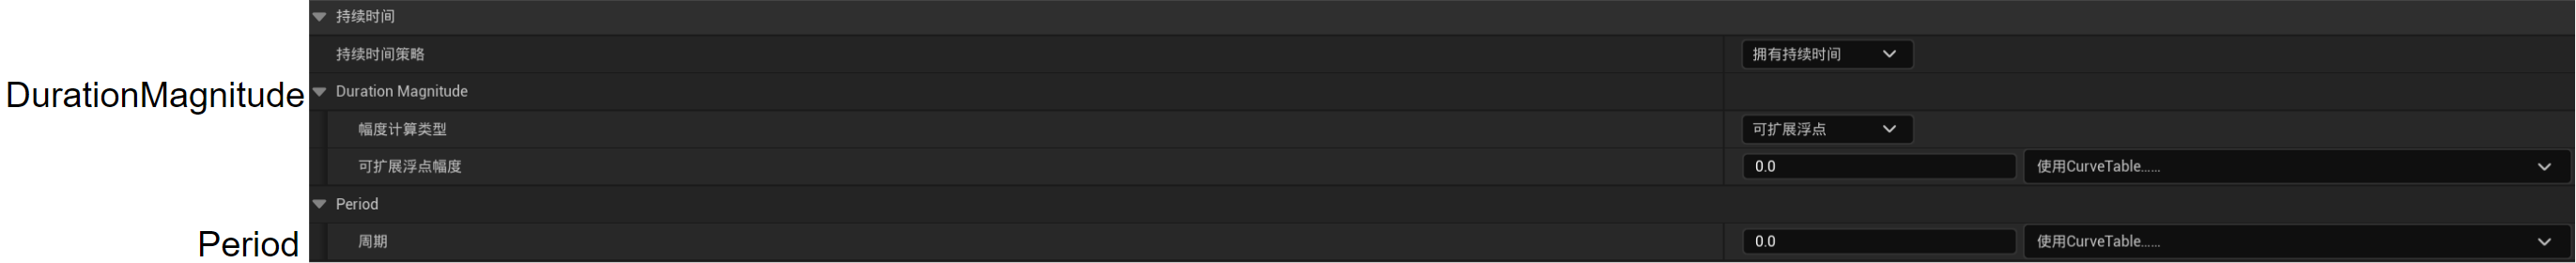 持续时间
持续时间策略 拥有持续时间
DurationMagnitude Duration Magnitude
幅度计算类型 可扩展浮点
可扩展浮点幅度 0.0 使用CurveTable……
Period
Period 周期 0.0 使用CurveTable……